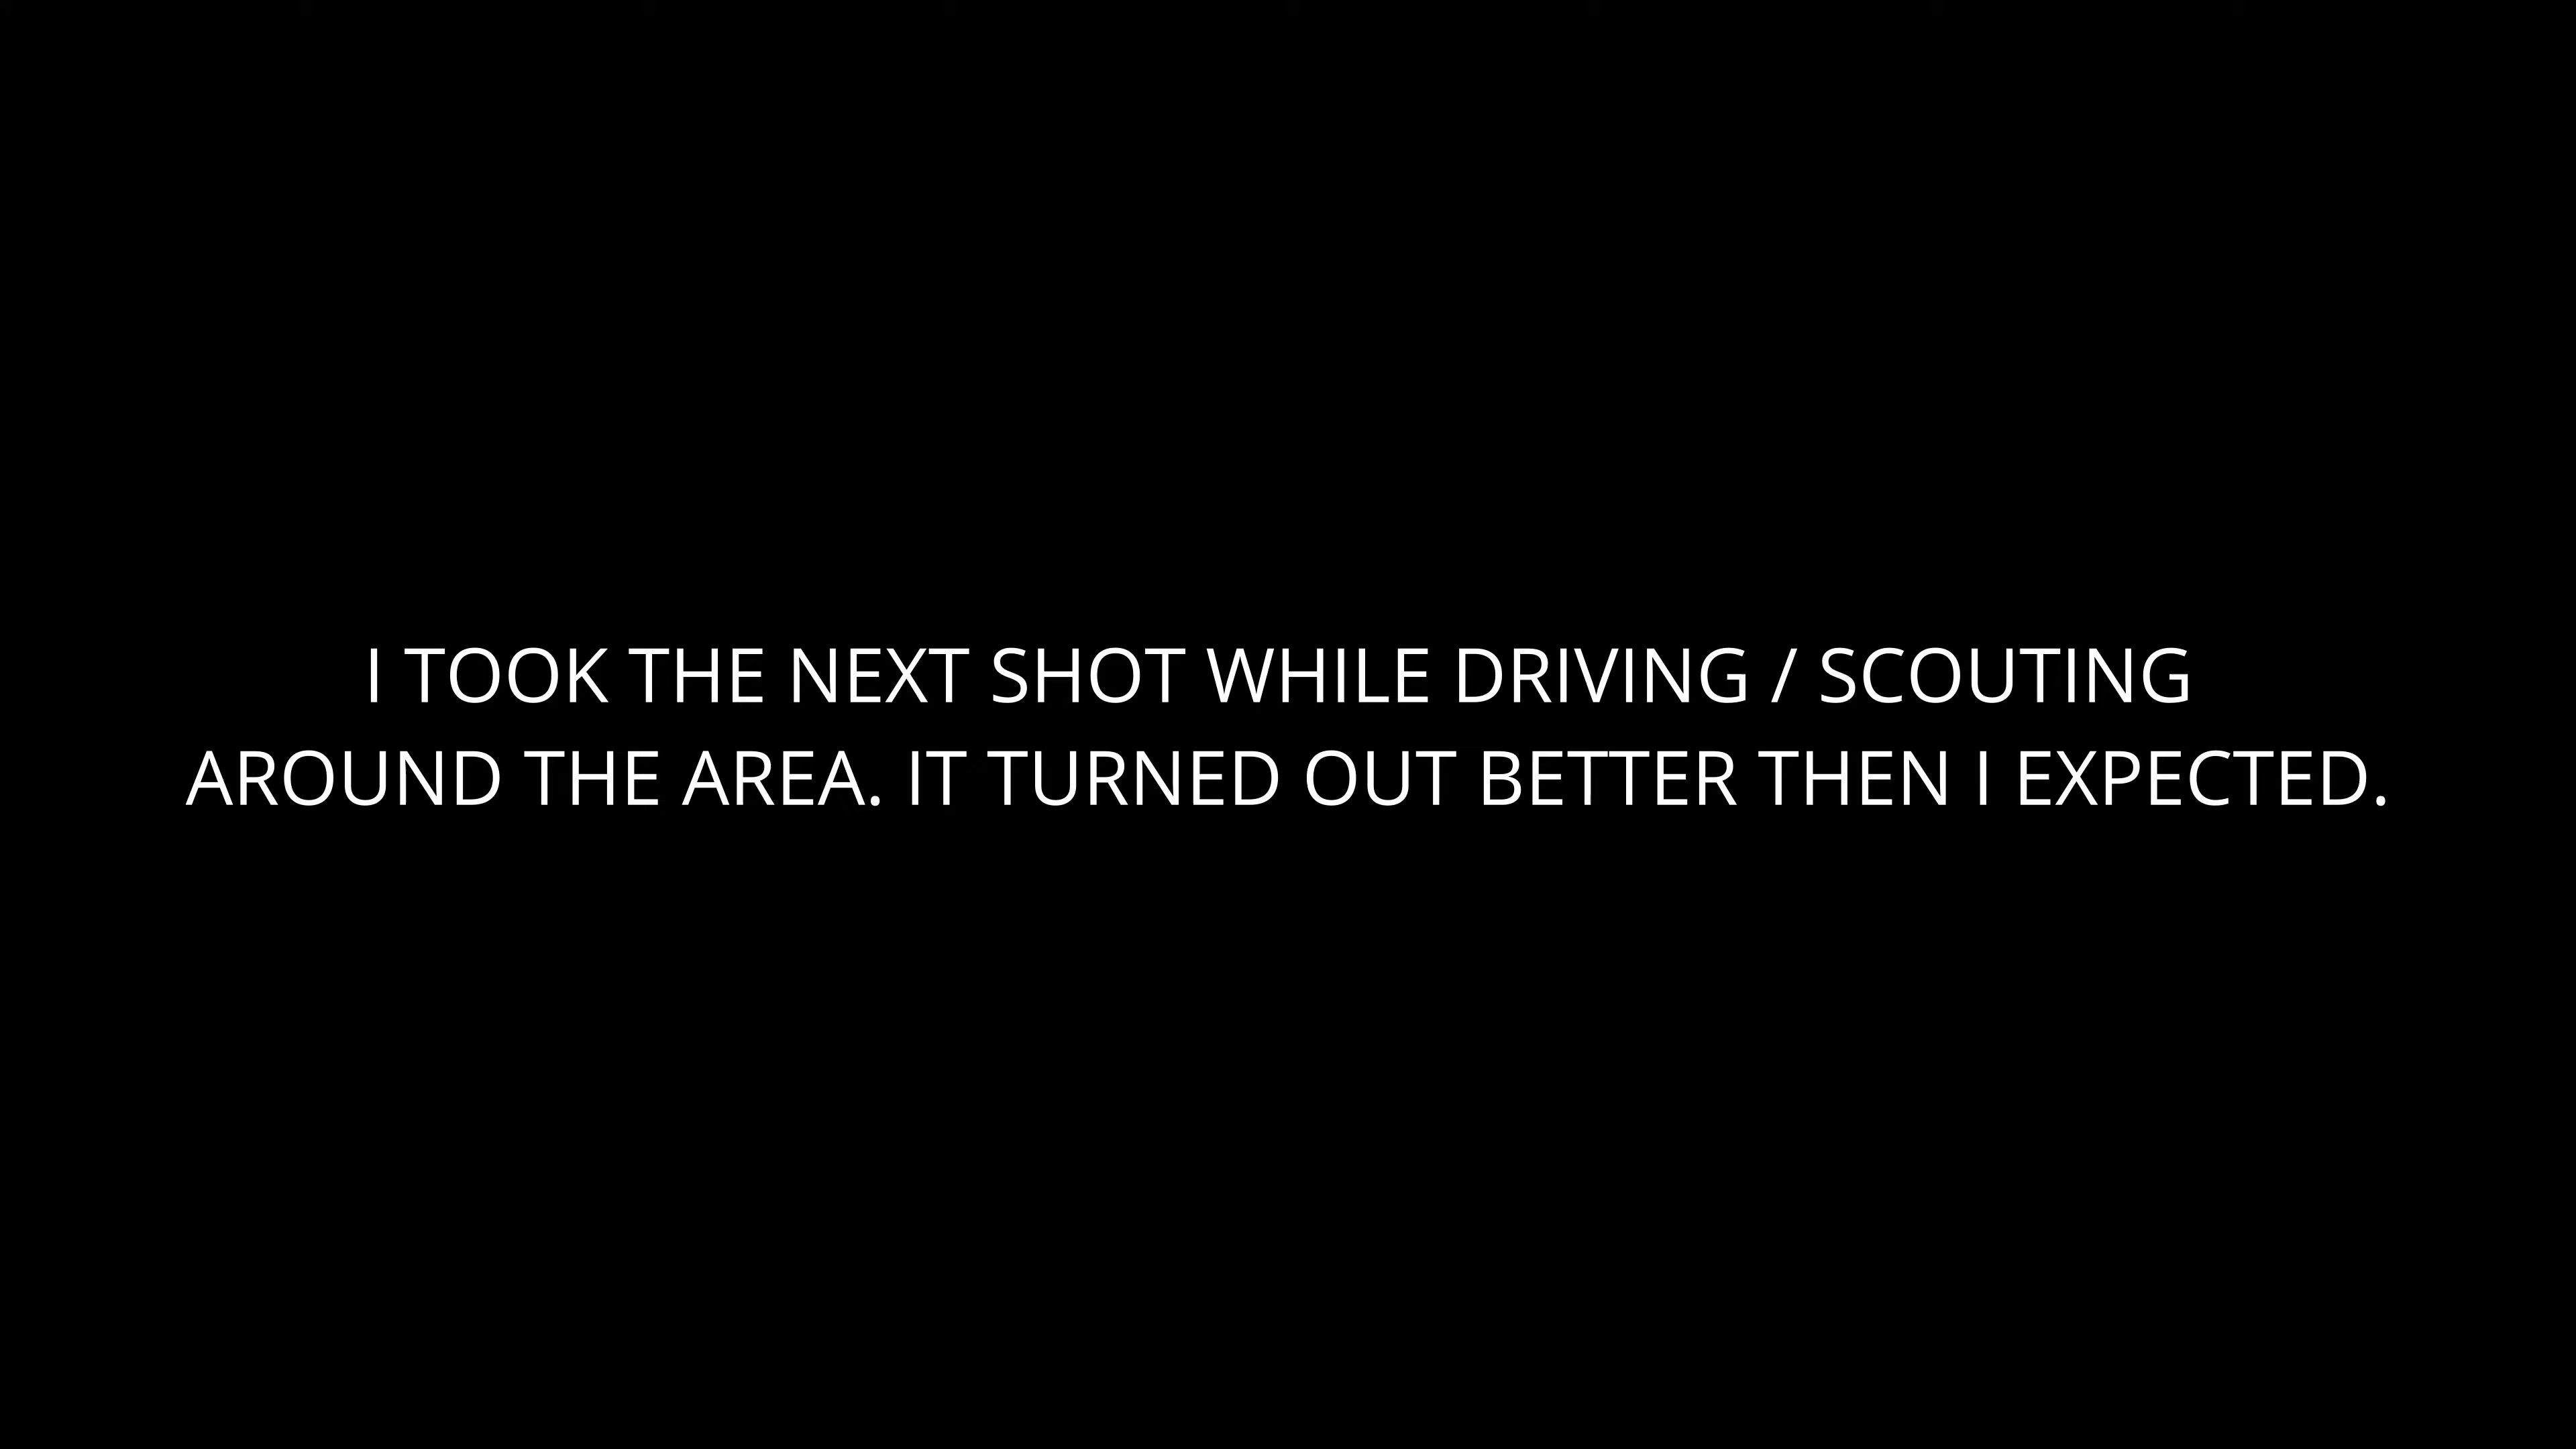 I TOOK THE NEXT SHOT WHILE DRIVING / SCOUTING
AROUND THE AREA. IT TURNED OUT BETTER THEN I EXPECTED.